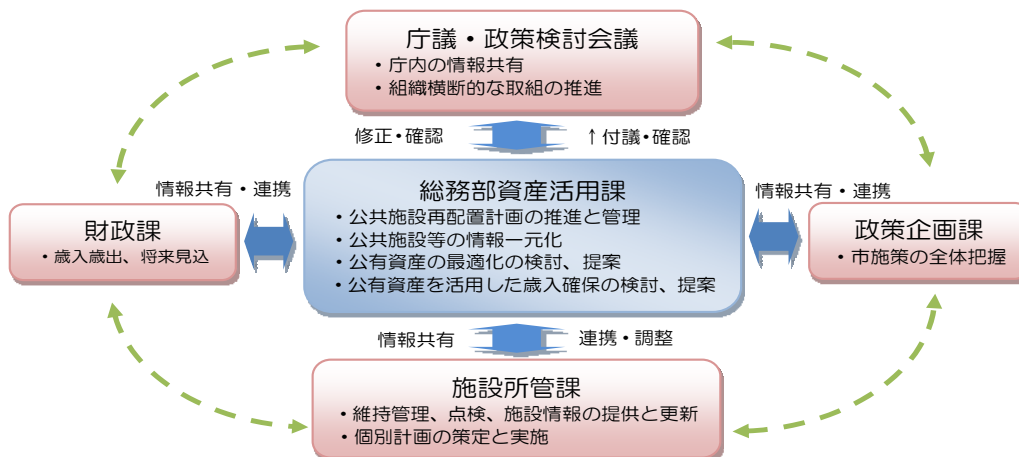 庁議・政策検討会議
・庁内の情報共有
・組織横断的な取組の推進
修正・確認
↑付議・確認
情報共有・連携
総務部資産活用課
・公共施設再配置計画の推進と管理
・公共施設等の情報一元化
・公有資産の最適化の検討、提案
・公有資産を活用した歳入確保の検討、提案
情報共有・連携
財政課
・歳入歳出、将来見込
政策企画課
・市施策の全体把握
情報共有
連携・調整
施設所管課
・維持管理、点検、施設情報の提供と更新
・個別計画の策定と実施